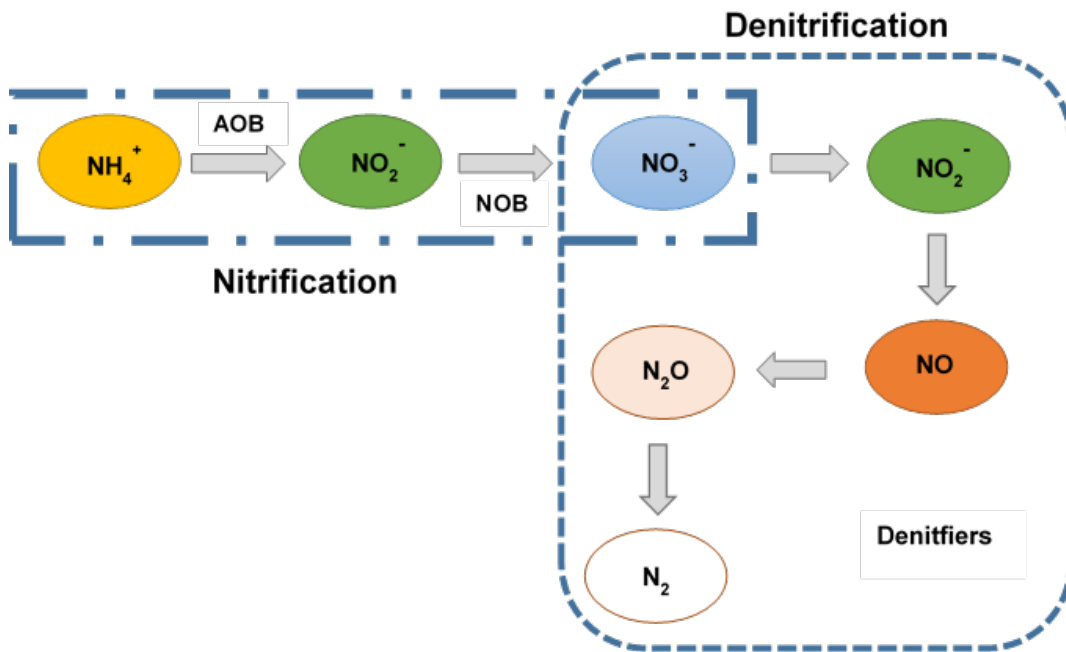 Denitrification
AOB
NH₄⁺
NO₂⁻
NO₃⁻
NO₂⁻
NOB
Nitrification
N₂O
NO
Denitfiers
N₂